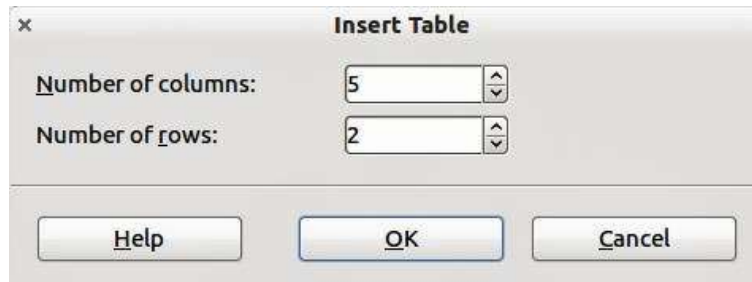 Insert Table
Number of columns: 5
Number of rows: 2
Help OK Cancel